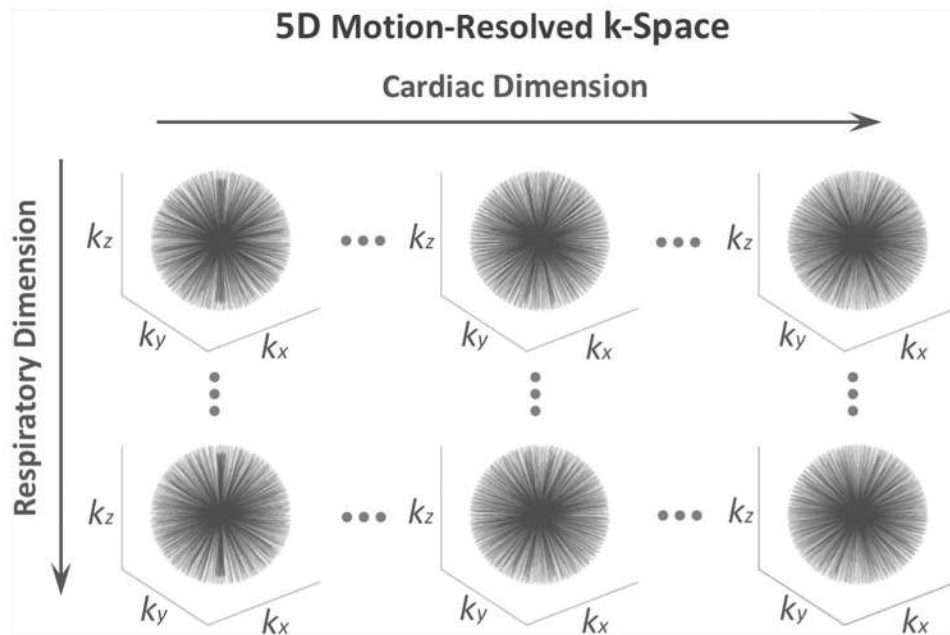 5D Motion-Resolved k-Space
Cardiac Dimension
Respiratory Dimension
kz
ky
kx
kz
ky
kx
kz
ky
kx
kz
ky
kx
kz
ky
kx
kz
ky
kx